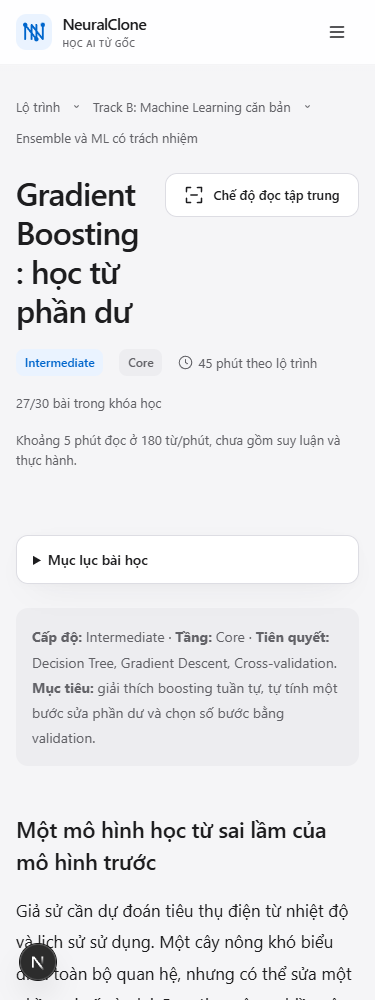 NeuralClone
HỌC AI TỪ GỐC
Lộ trình
Track B: Machine Learning căn bản
Ensemble và ML có trách nhiệm
Gradient
Boosting
: học từ
phần dư
Chế độ đọc tập trung
Intermediate Core 45 phút theo lộ trình
27/30 bài trong khóa học
Khoảng 5 phút đọc ở 180 từ/phút, chưa gồm suy luận và
thực hành.
Mục lục bài học
Cấp độ: Intermediate · Tầng: Core · Tiên quyết:
Decision Tree, Gradient Descent, Cross-validation.
Mục tiêu: giải thích boosting tuần tự, tự tính một
bước sửa phần dư và chọn số bước bằng
validation.
Một mô hình học từ sai lầm của
mô hình trước
Giả sử cần dự đoán tiêu thụ điện từ nhiệt độ
và lịch sử sử dụng. Một cây nông khó biểu
toàn bộ quan hệ, nhưng có thể sửa một
N